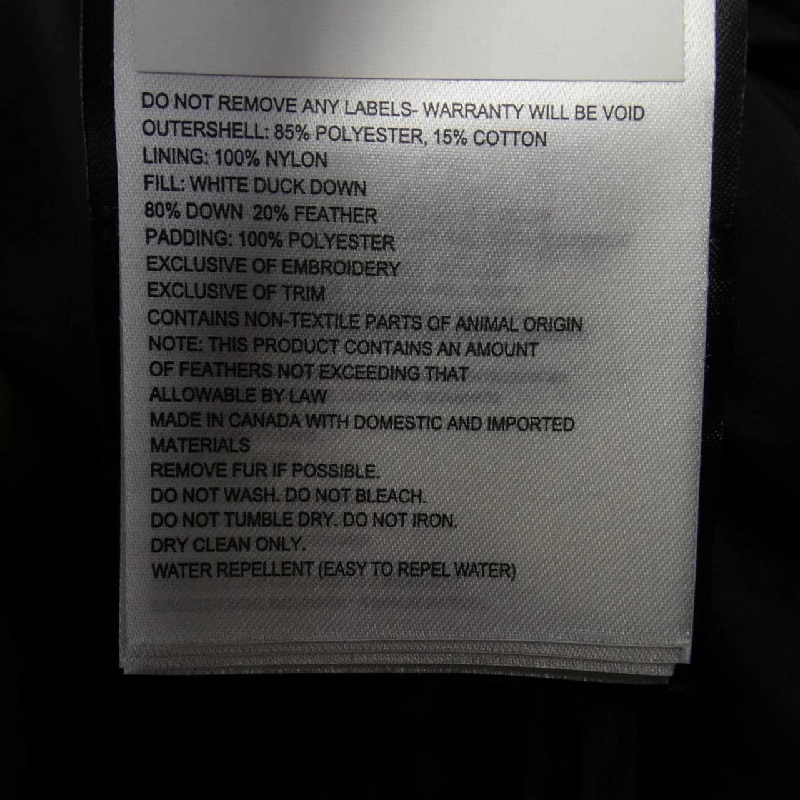 DO NOT REMOVE ANY LABELS- WARRANTY WILL BE VOID
OUTERSHELL: 85% POLYESTER, 15% COTTON
LINING: 100% NYLON
FILL: WHITE DUCK DOWN
80% DOWN 20% FEATHER
PADDING: 100% POLYESTER
EXCLUSIVE OF EMBROIDERY
EXCLUSIVE OF TRIM
CONTAINS NON-TEXTILE PARTS OF ANIMAL ORIGIN
NOTE: THIS PRODUCT CONTAINS AN AMOUNT
OF FEATHERS NOT EXCEEDING THAT
ALLOWABLE BY LAW
MADE IN CANADA WITH DOMESTIC AND IMPORTED
MATERIALS
REMOVE FUR IF POSSIBLE.
DO NOT WASH. DO NOT BLEACH.
DO NOT TUMBLE DRY. DO NOT IRON.
DRY CLEAN ONLY.
WATER REPELLENT (EASY TO REPEL WATER)